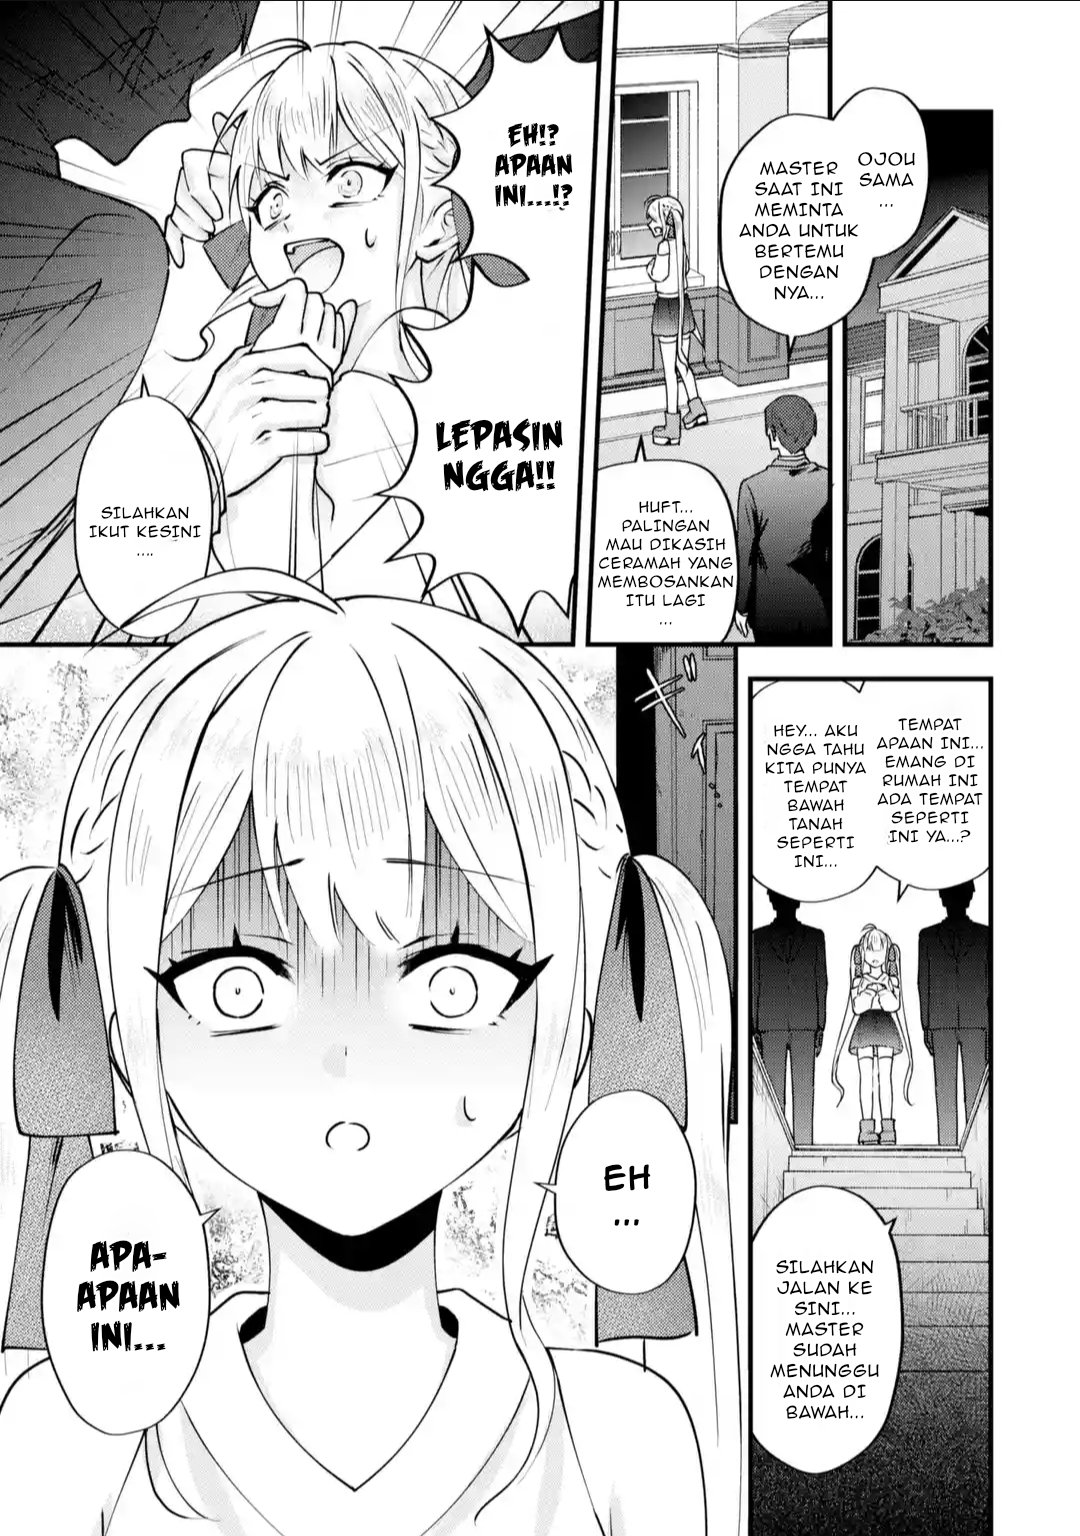 OJOU
SAMA
...
MASTER
SAAT INI
MEMINTA
ANDA UNTUK
BERTEMU
DENGAN
NYA...
HUFT...
PALINGAN
MAU DIKASIH
CERAMAH YANG
MEMBOSANKAN
ITU LAGI
...
EH!?
APAAN
INI...!?
LEPASIN
NGGA!!
SILAHKAN
IKUT KESINI
....
TEMPAT
APAAN INI...
EMANG DI
RUMAH INI
ADA TEMPAT
SEPERTI
INI YA...?
HEY... AKU
NGGA TAHU
KITA PUNYA
TEMPAT
BAWAH
TANAH
SEPERTI
INI...
SILAHKAN
JALAN KE
SINI...
MASTER
SUDAH
MENUNGGU
ANDA DI
BAWAH...
EH
...
APA-
APAAN
INI...